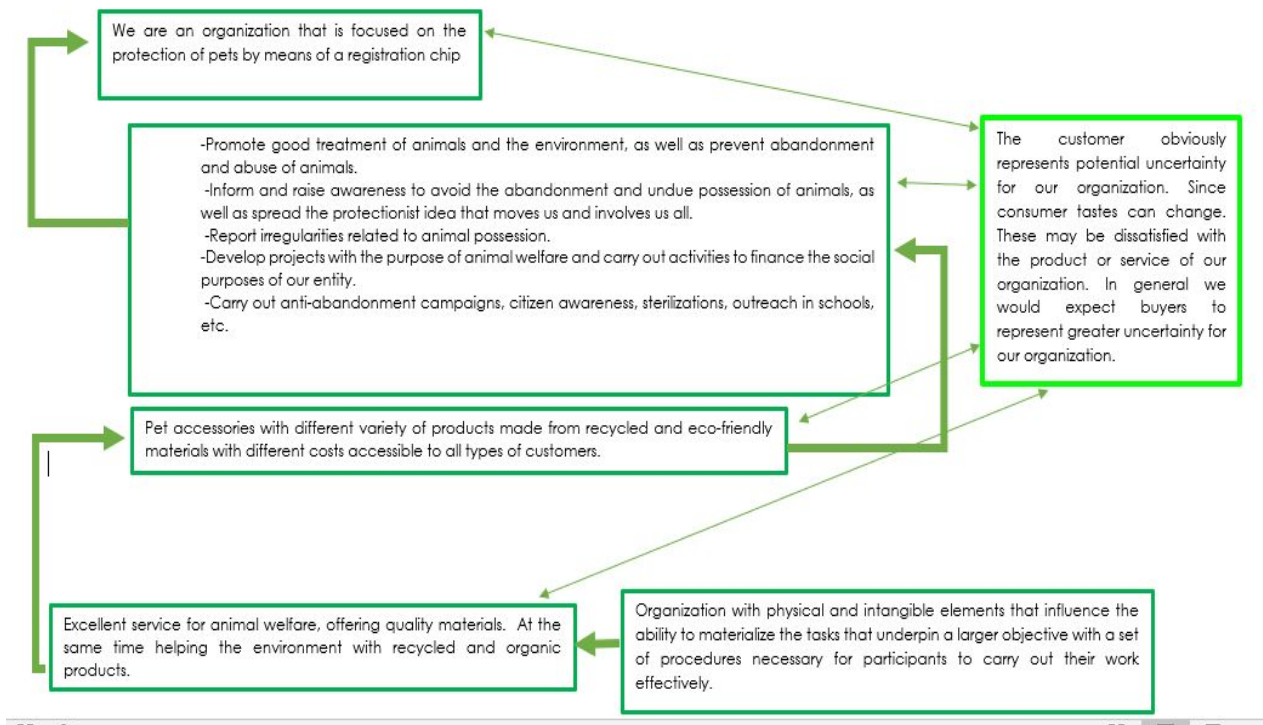 We are an organization that is focused on the
protection of pets by means of a registration chip
-Promote good treatment of animals and the environment, as well as prevent abandonment
and abuse of animals.
-Inform and raise awareness to avoid the abandonment and undue possession of animals, as
well as spread the protectionist idea that moves us and involves us all.
-Report irregularities related to animal possession.
-Develop projects with the purpose of animal welfare and carry out activities to finance the social
purposes of our entity.
-Carry out anti-abandonment campaigns, citizen awareness, sterilizations, outreach in schools,
etc.
The customer obviously
represents potential uncertainty
for our organization. Since
consumer tastes can change.
These may be dissatisfied with
the product or service of our
organization. In general we
would expect buyers to
represent greater uncertainty for
our organization.
Pet accessories with different variety of products made from recycled and eco-friendly
materials with different costs accessible to all types of customers.
Excellent service for animal welfare, offering quality materials. At the
same time helping the environment with recycled and organic
products.
Organization with physical and intangible elements that influence the
ability to materialize the tasks that underpin a larger objective with a set
of procedures necessary for participants to carry out their work
effectively.